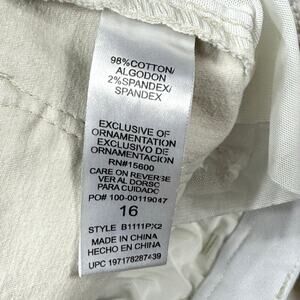 98%COTTON/
ALGODON
2%SPANDEX/
SPANDEX
EXCLUSIVE OF
ORNAMENTATION
EXCLUSIVO DE
ORNAMENTACION
RN#15600
CARE ON REVERSE
VER AL DORSO
PARA CUIDADO
PO# 100-00119047
16
STYLE B1111PX2
MADE IN CHINA
HECHO EN CHINA
UPC 197178287439